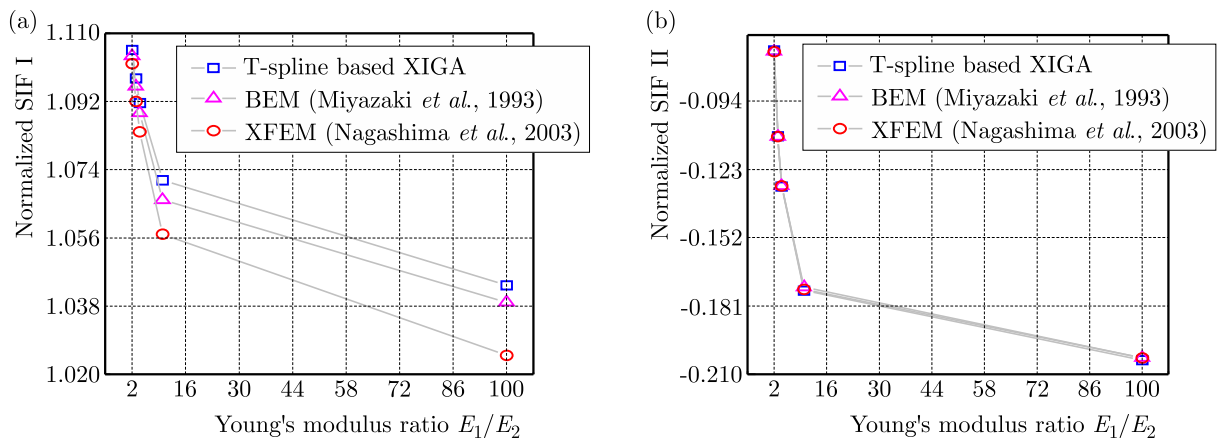 (a)
Normalized SIF I
1.110
1.092
1.074
1.056
1.038
1.020
T-spline based XIGA
BEM (Miyazaki et al., 1993)
XFEM (Nagashima et al., 2003)
2 16 30 44 58 72 86 100
Young's modulus ratio E₁/E₂
(b)
Normalized SIF II
-0.094
-0.123
-0.152
-0.181
-0.210
T-spline based XIGA
BEM (Miyazaki et al., 1993)
XFEM (Nagashima et al., 2003)
2 16 30 44 58 72 86 100
Young's modulus ratio E₁/E₂